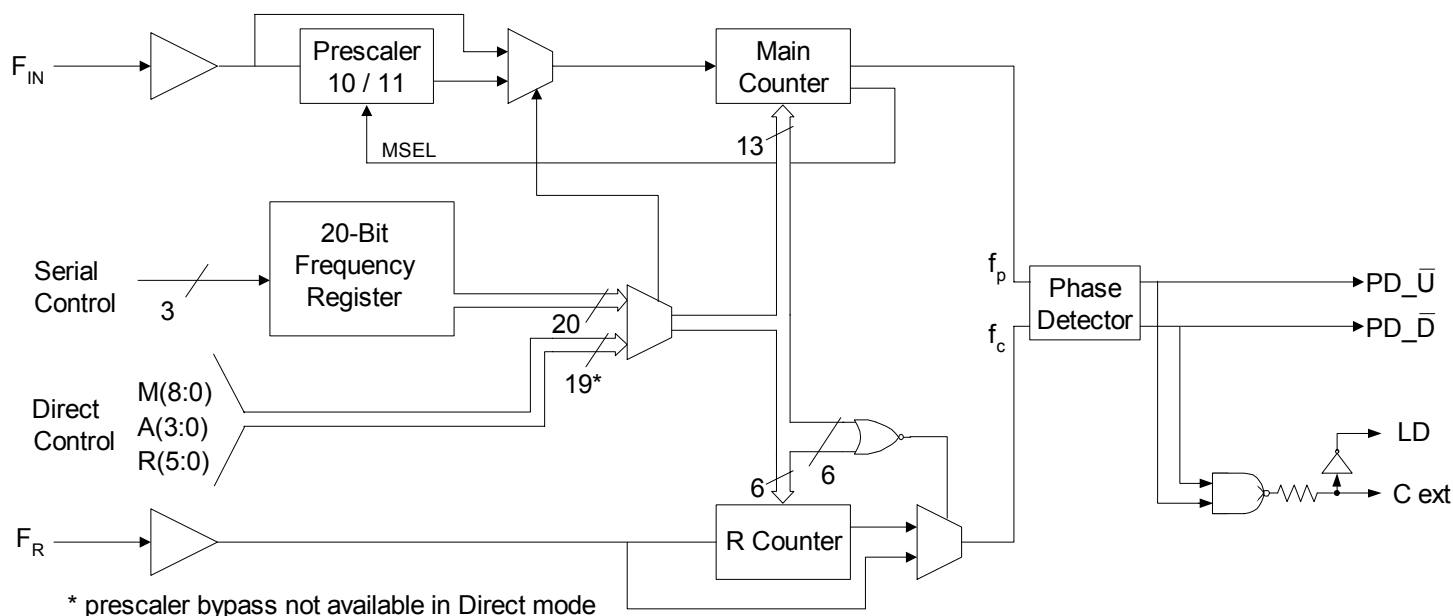 F_IN
Prescaler
10 / 11
Main
Counter
13
MSEL
20-Bit
Frequency
Register
Serial
Control
3
20
19*
M(8:0)
Direct
Control
A(3:0)
R(5:0)
f_p
Phase
Detector
f_c
PD_U̅
PD_D̅
LD
C ext
6
6
F_R
R Counter
* prescaler bypass not available in Direct mode